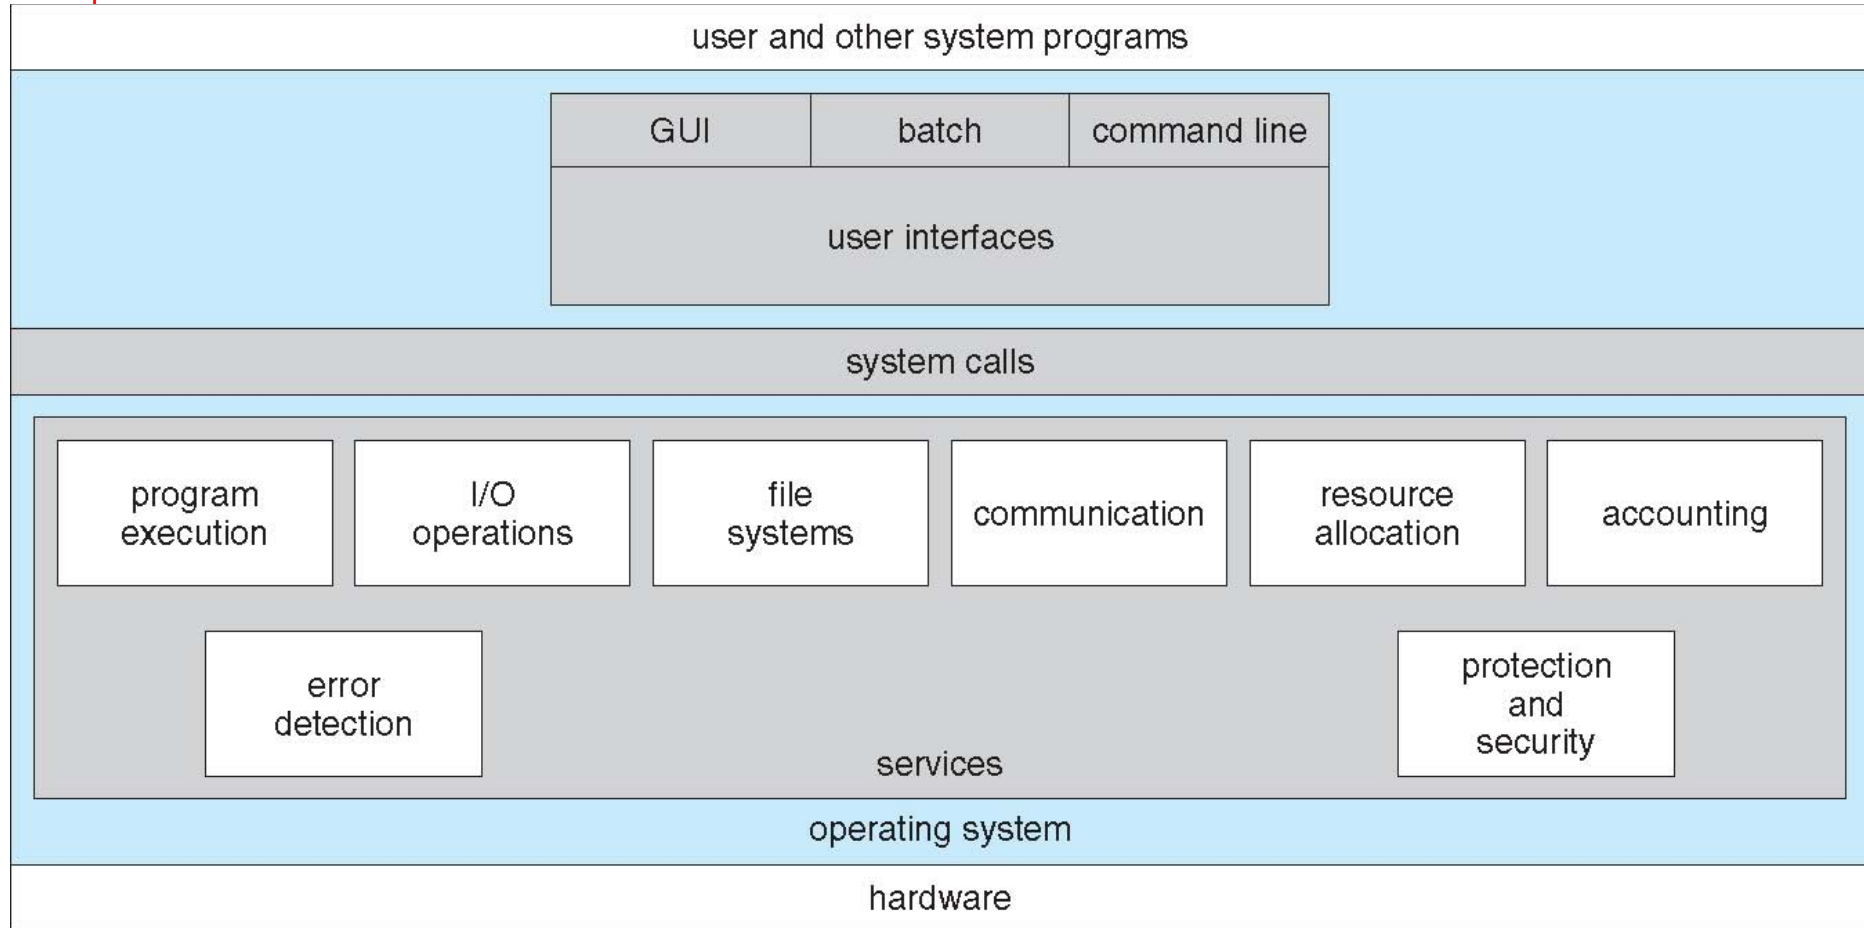 user and other system programs
GUI
batch
command line
user interfaces
system calls
program
execution
I/O
operations
file
systems
communication
resource
allocation
accounting
error
detection
protection
and
security
services
operating system
hardware